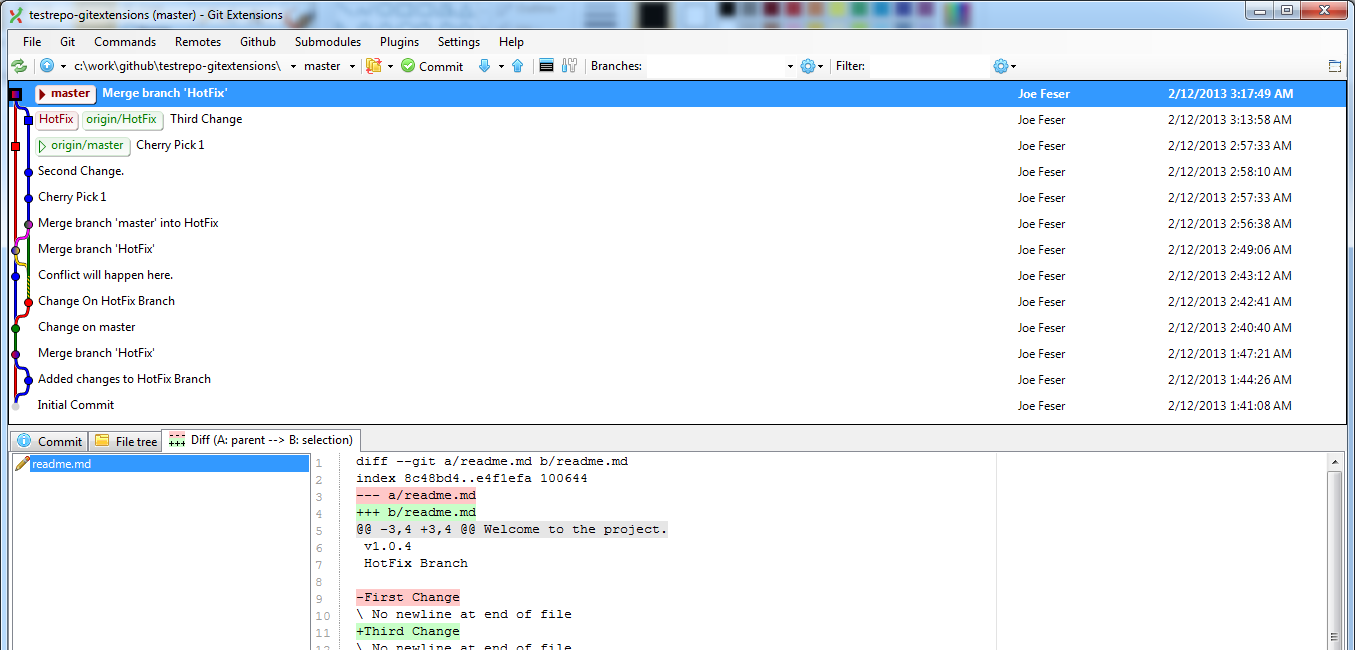 testrepo-gitextensions (master) - Git Extensions
File Git Commands Remotes Github Submodules Plugins Settings Help
c:\work\github\testrepo-gitextensions\ master Commit Branches: Filter:
master Merge branch 'HotFix' Joe Feser 2/12/2013 3:17:49 AM
HotFix origin/HotFix Third Change Joe Feser 2/12/2013 3:13:58 AM
origin/master Cherry Pick 1 Joe Feser 2/12/2013 2:57:33 AM
Second Change. Joe Feser 2/12/2013 2:58:10 AM
Cherry Pick 1 Joe Feser 2/12/2013 2:57:33 AM
Merge branch 'master' into HotFix Joe Feser 2/12/2013 2:56:38 AM
Merge branch 'HotFix' Joe Feser 2/12/2013 2:49:06 AM
Conflict will happen here. Joe Feser 2/12/2013 2:43:12 AM
Change On HotFix Branch Joe Feser 2/12/2013 2:42:41 AM
Change on master Joe Feser 2/12/2013 2:40:40 AM
Merge branch 'HotFix' Joe Feser 2/12/2013 1:47:21 AM
Added changes to HotFix Branch Joe Feser 2/12/2013 1:44:26 AM
Initial Commit Joe Feser 2/12/2013 1:41:08 AM
Commit File tree Diff (A: parent --> B: selection)
readme.md
1 diff --git a/readme.md b/readme.md
2 index 8c48bd4..e4f1efa 100644
3 --- a/readme.md
4 +++ b/readme.md
5 @@ -3,4 +3,4 @@ Welcome to the project.
6 v1.0.4
7 HotFix Branch
8
9 -First Change
10 \ No newline at end of file
11 +Third Change
12 \ No newline at end of file